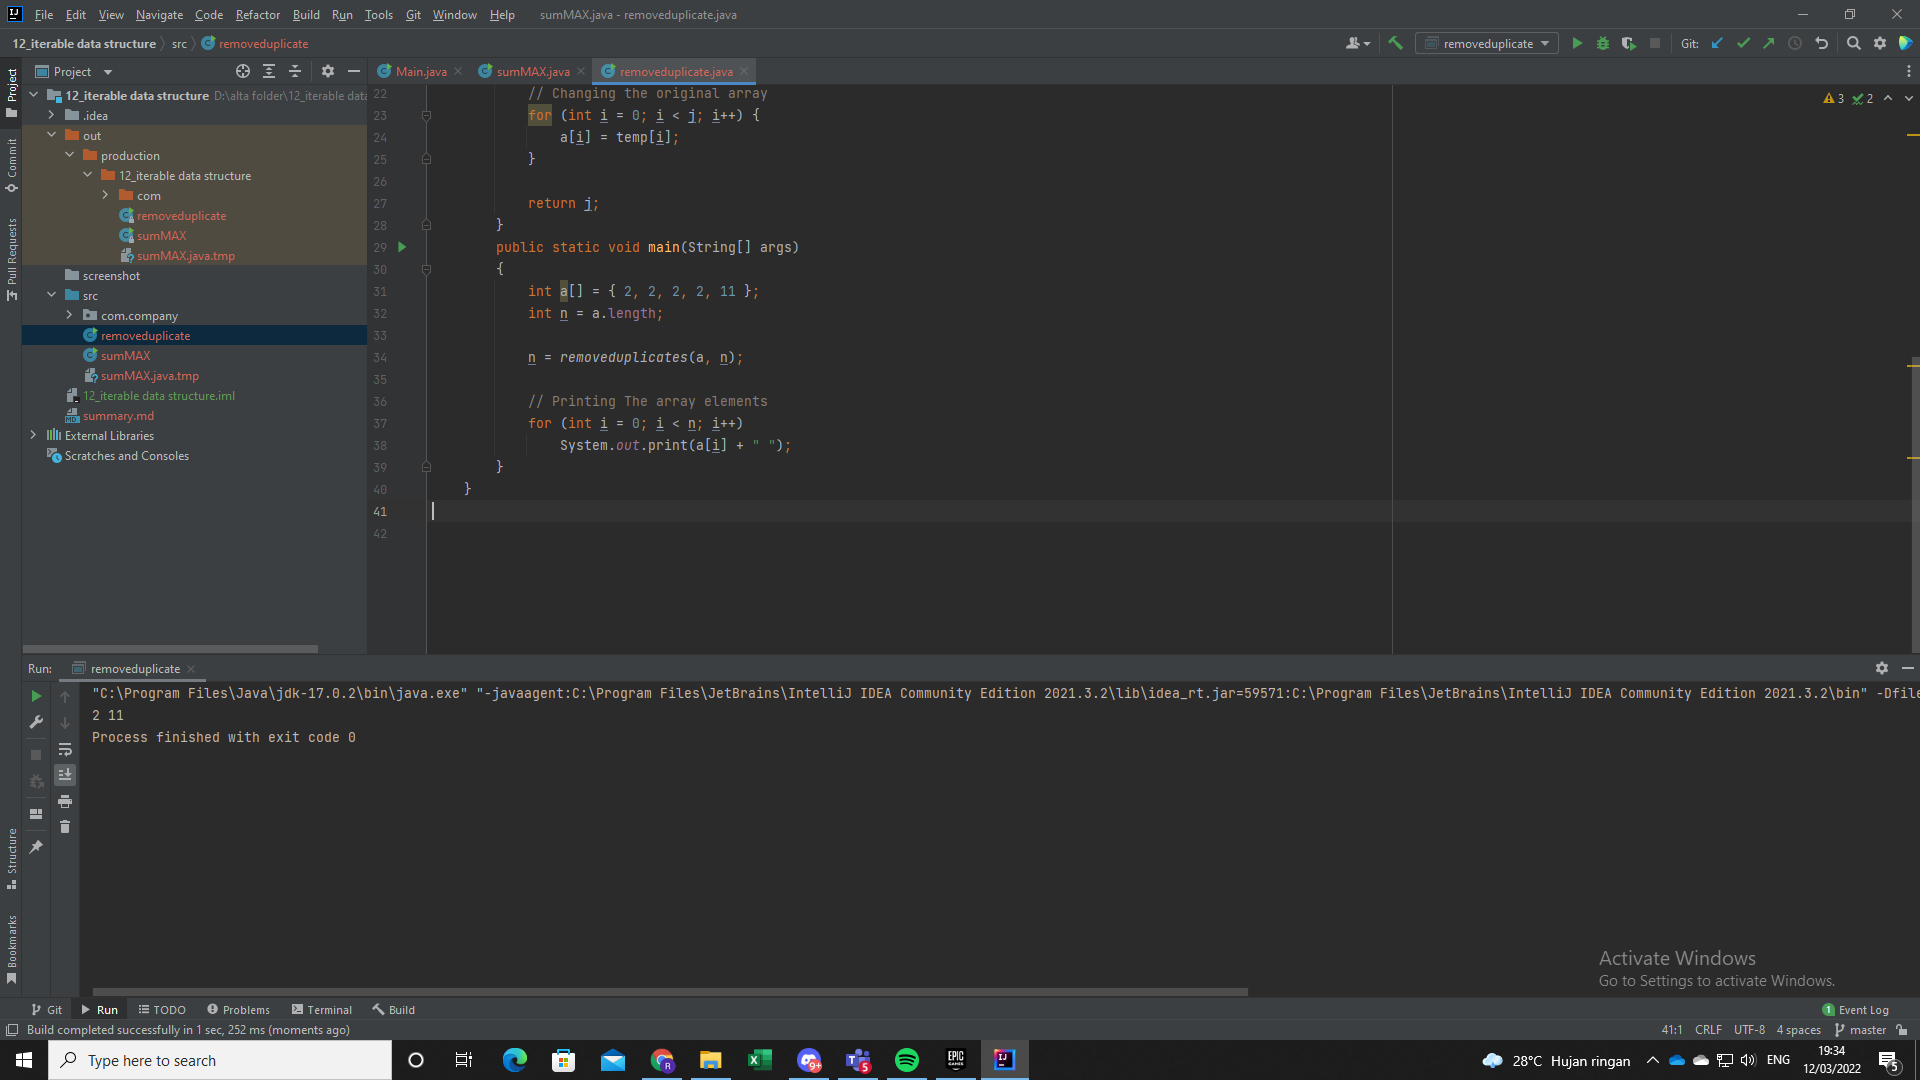 File Edit View Navigate Code Refactor Build Run Tools Git Window Help sumMAX.java - removeduplicate.java
12_iterable data structure src removeduplicate removeduplicate Git:
Project Main.java sumMAX.java removeduplicate.java
12_iterable data structure D:\alta folder\12_iterable data
.idea
out
production
12_iterable data structure
com
removeduplicate
sumMAX
sumMAX.java.tmp
screenshot
src
com.company
removeduplicate
sumMAX
sumMAX.java.tmp
12_iterable data structure.iml
summary.md
External Libraries
Scratches and Consoles
Project
Commit
Pull Requests
Structure
Bookmarks
3 2
22 // Changing the original array
23 for (int i = 0; i < j; i++) {
24 a[i] = temp[i];
25 }
26
27 return j;
28 }
29 public static void main(String[] args)
30 {
31 int a[] = { 2, 2, 2, 2, 11 };
32 int n = a.length;
33
34 n = removeduplicates(a, n);
35
36 // Printing The array elements
37 for (int i = 0; i < n; i++)
38 System.out.print(a[i] + " ");
39 }
40 }
41
42
Run: removeduplicate
"C:\Program Files\Java\jdk-17.0.2\bin\java.exe" "-javaagent:C:\Program Files\JetBrains\IntelliJ IDEA Community Edition 2021.3.2\lib\idea_rt.jar=59571:C:\Program Files\JetBrains\IntelliJ IDEA Community Edition 2021.3.2\bin" -Dfile
2 11
Process finished with exit code 0
Activate Windows
Go to Settings to activate Windows.
Git Run TODO Problems Terminal Build 1 Event Log
Build completed successfully in 1 sec, 252 ms (moments ago) 41:1 CRLF UTF-8 4 spaces master
Type here to search
R
9+
5
EPIC GAMES
IJ
28°C Hujan ringan ENG
19:34
12/03/2022
5